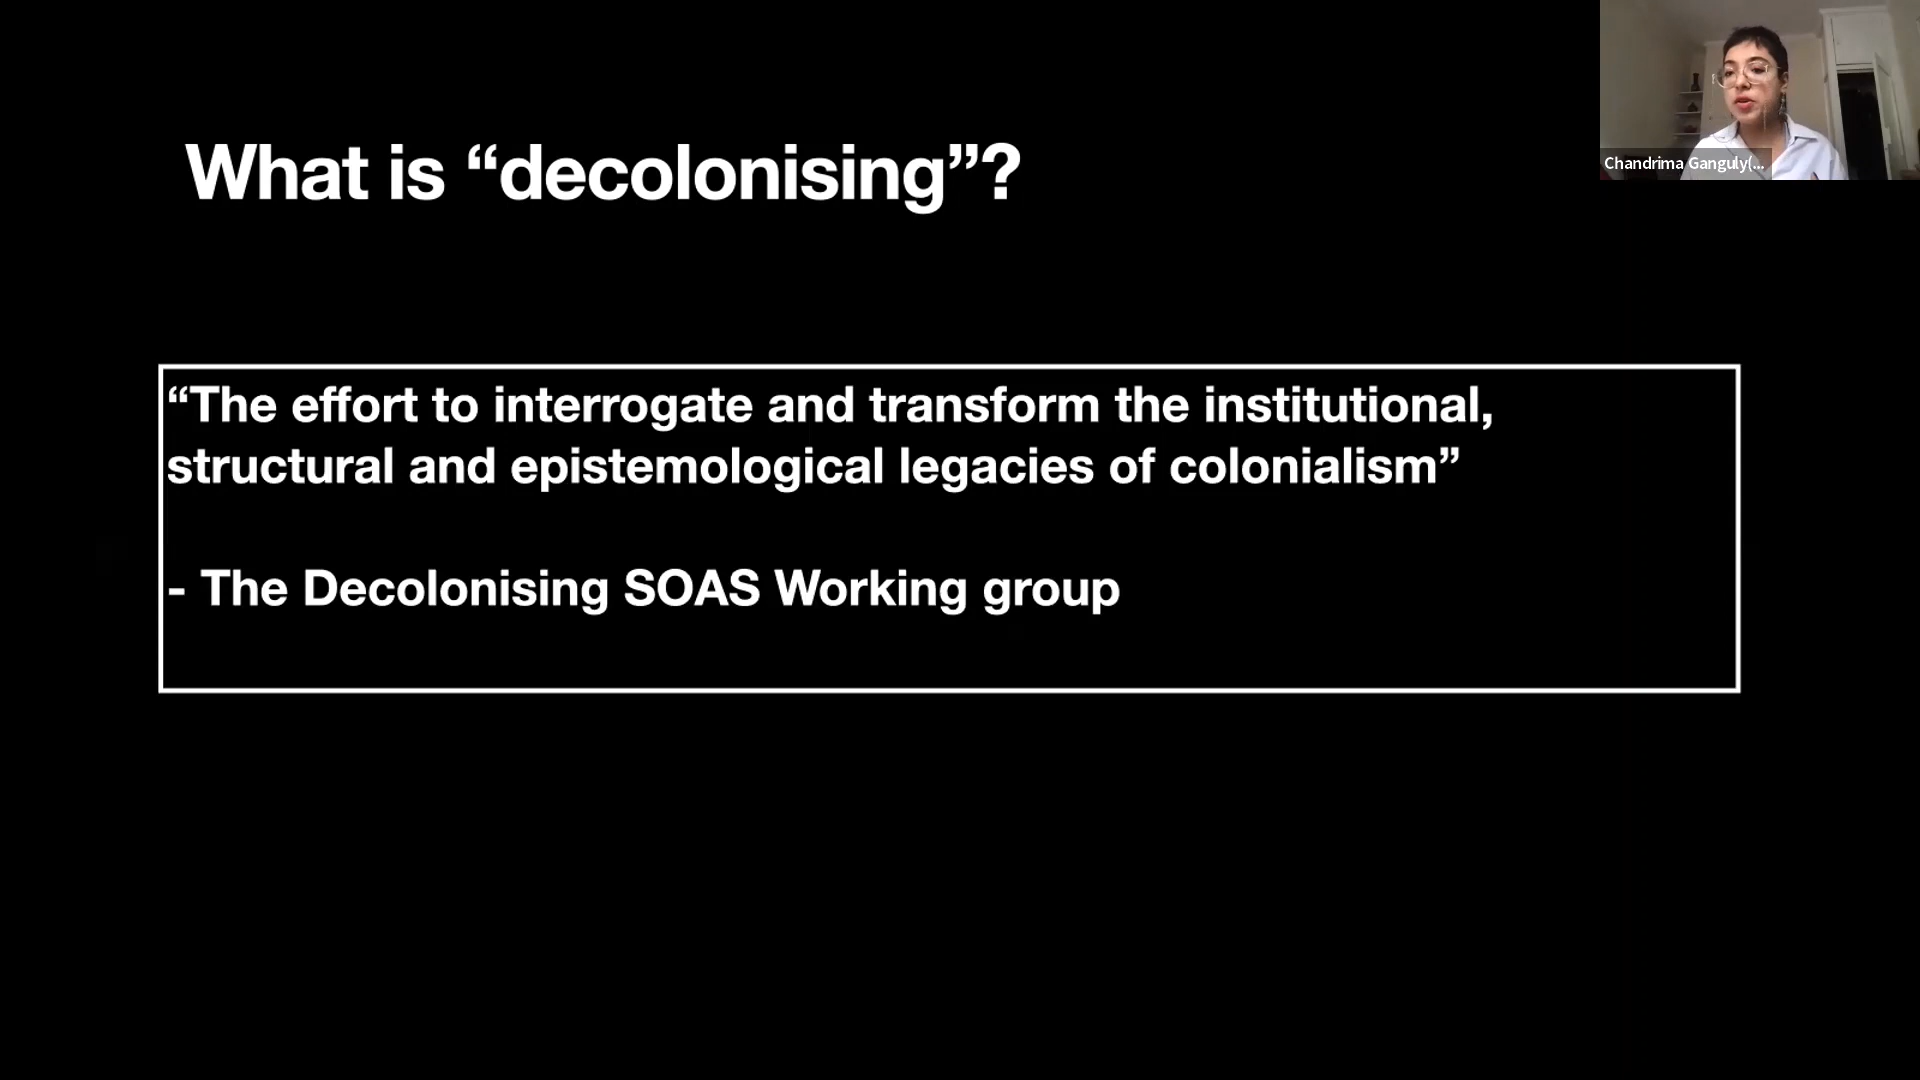 What is “decolonising”?
Chandrima Ganguly(...
“The effort to interrogate and transform the institutional,
structural and epistemological legacies of colonialism”
- The Decolonising SOAS Working group